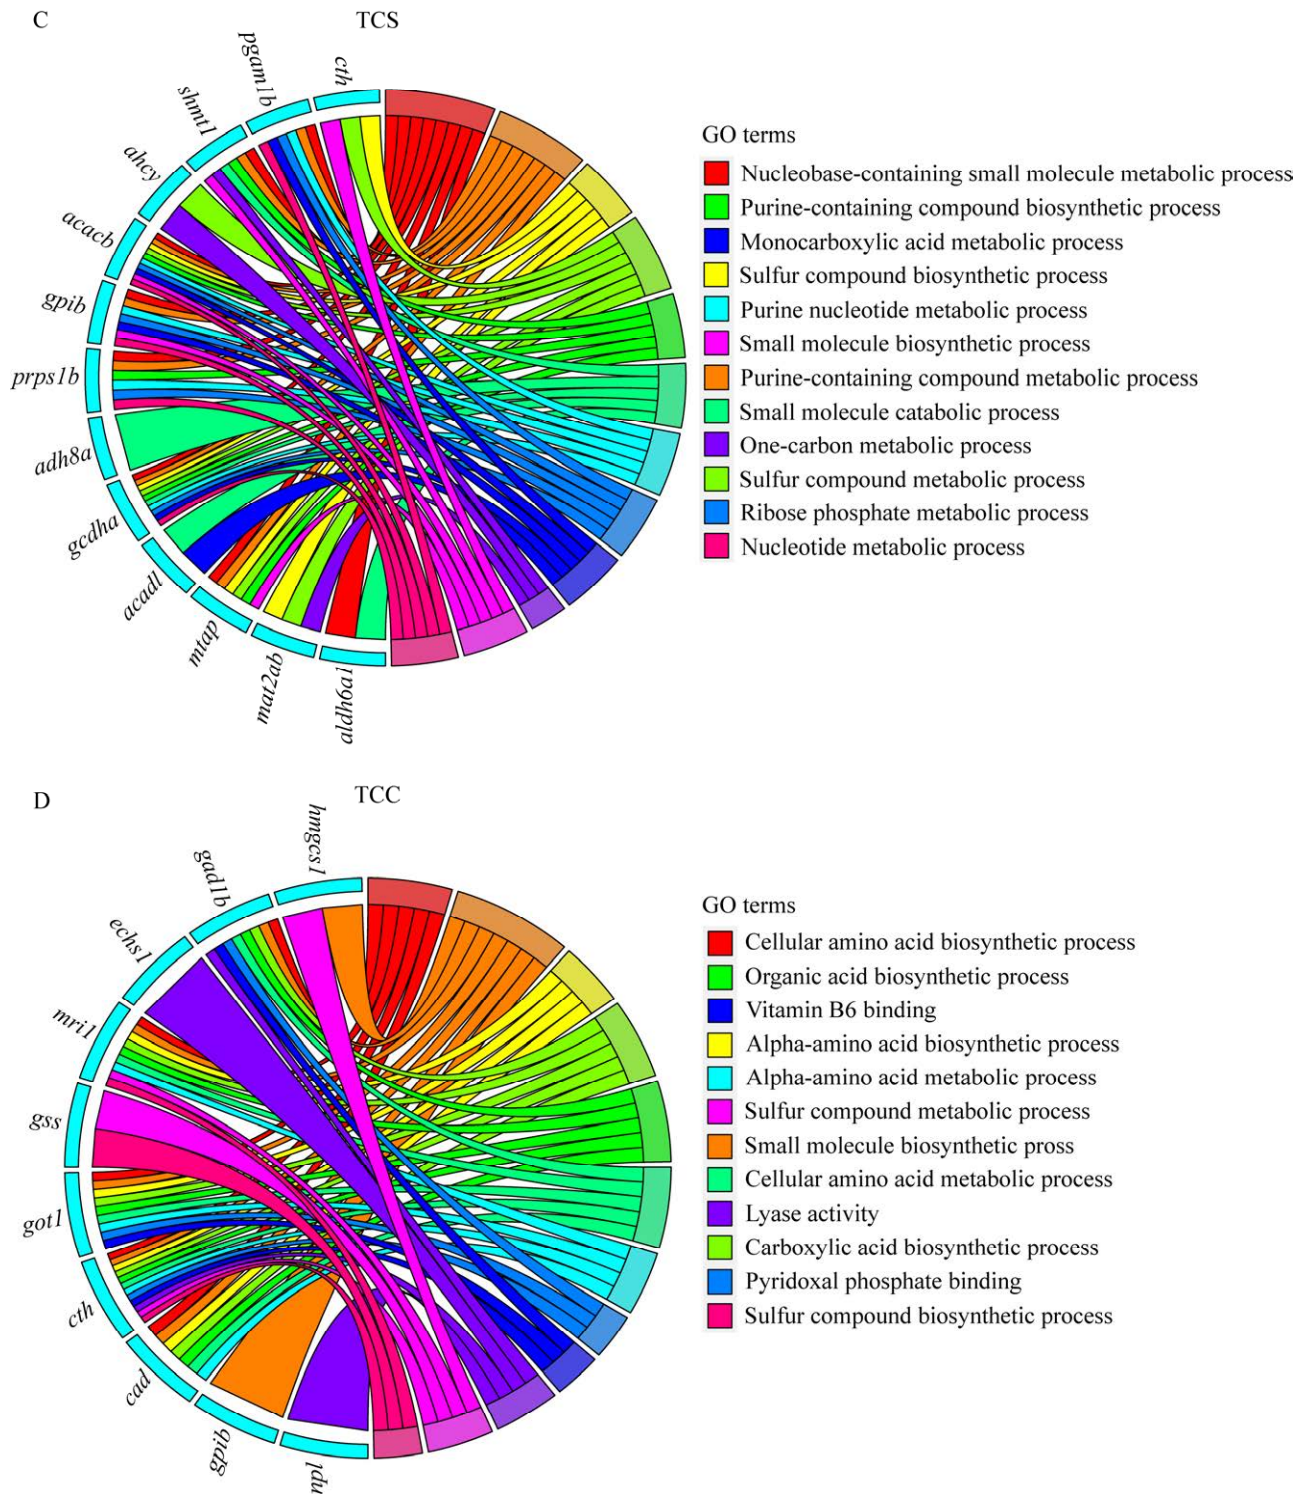 C
TCS
cth
pgam1b
shmt1
ahcy
acacb
gpib
prps1b
adh8a
gcdha
acadl
mtap
mat2ab
aldh6a1
GO terms
Nucleobase-containing small molecule metabolic process
Purine-containing compound biosynthetic process
Monocarboxylic acid metabolic process
Sulfur compound biosynthetic process
Purine nucleotide metabolic process
Small molecule biosynthetic process
Purine-containing compound metabolic process
Small molecule catabolic process
One-carbon metabolic process
Sulfur compound metabolic process
Ribose phosphate metabolic process
Nucleotide metabolic process
D
TCC
hmgcs1
gad1b
echs1
mri1
gss
got1
cth
cad
gpib
GO terms
Cellular amino acid biosynthetic process
Organic acid biosynthetic process
Vitamin B6 binding
Alpha-amino acid biosynthetic process
Alpha-amino acid metabolic process
Sulfur compound metabolic process
Small molecule biosynthetic pross
Cellular amino acid metabolic process
Lyase activity
Carboxylic acid biosynthetic process
Pyridoxal phosphate binding
Sulfur compound biosynthetic process